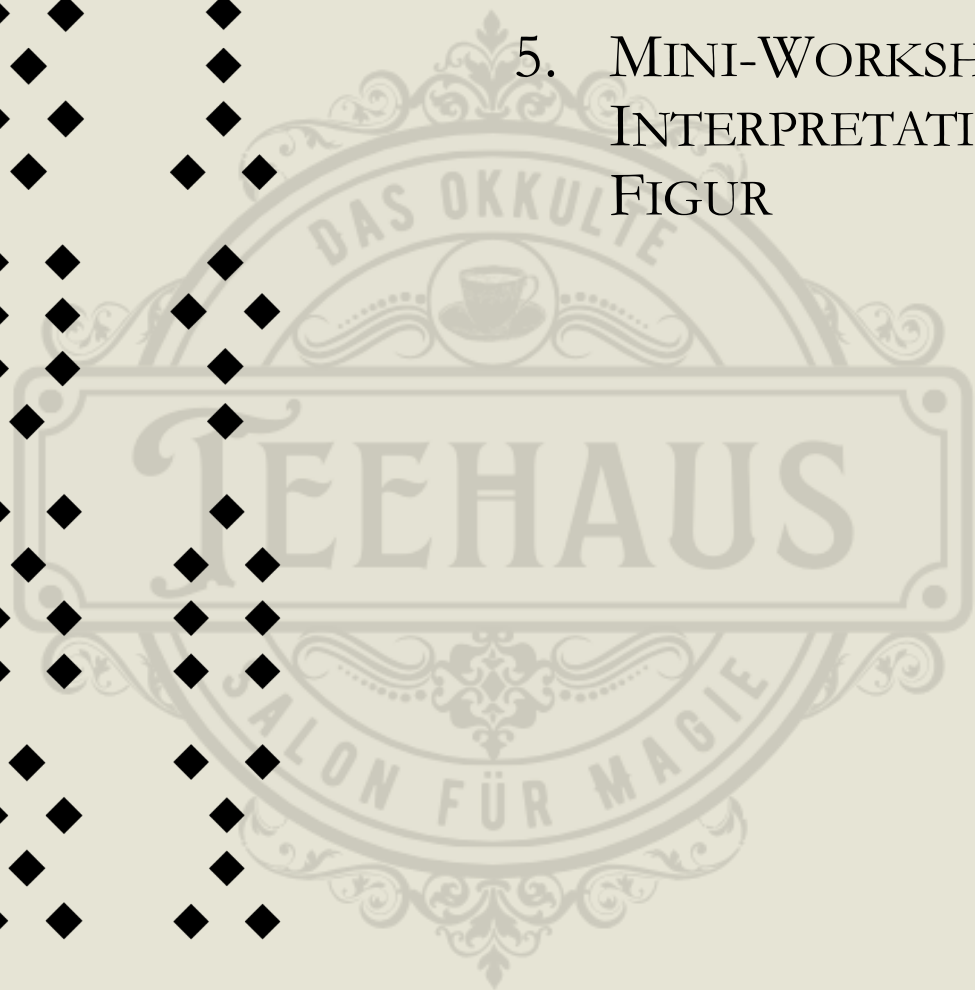 5. MINI-WORKSH
INTERPRETATI
FIGUR
DAS OKKULTE
TEEHAUS
SALON FÜR MAGIE